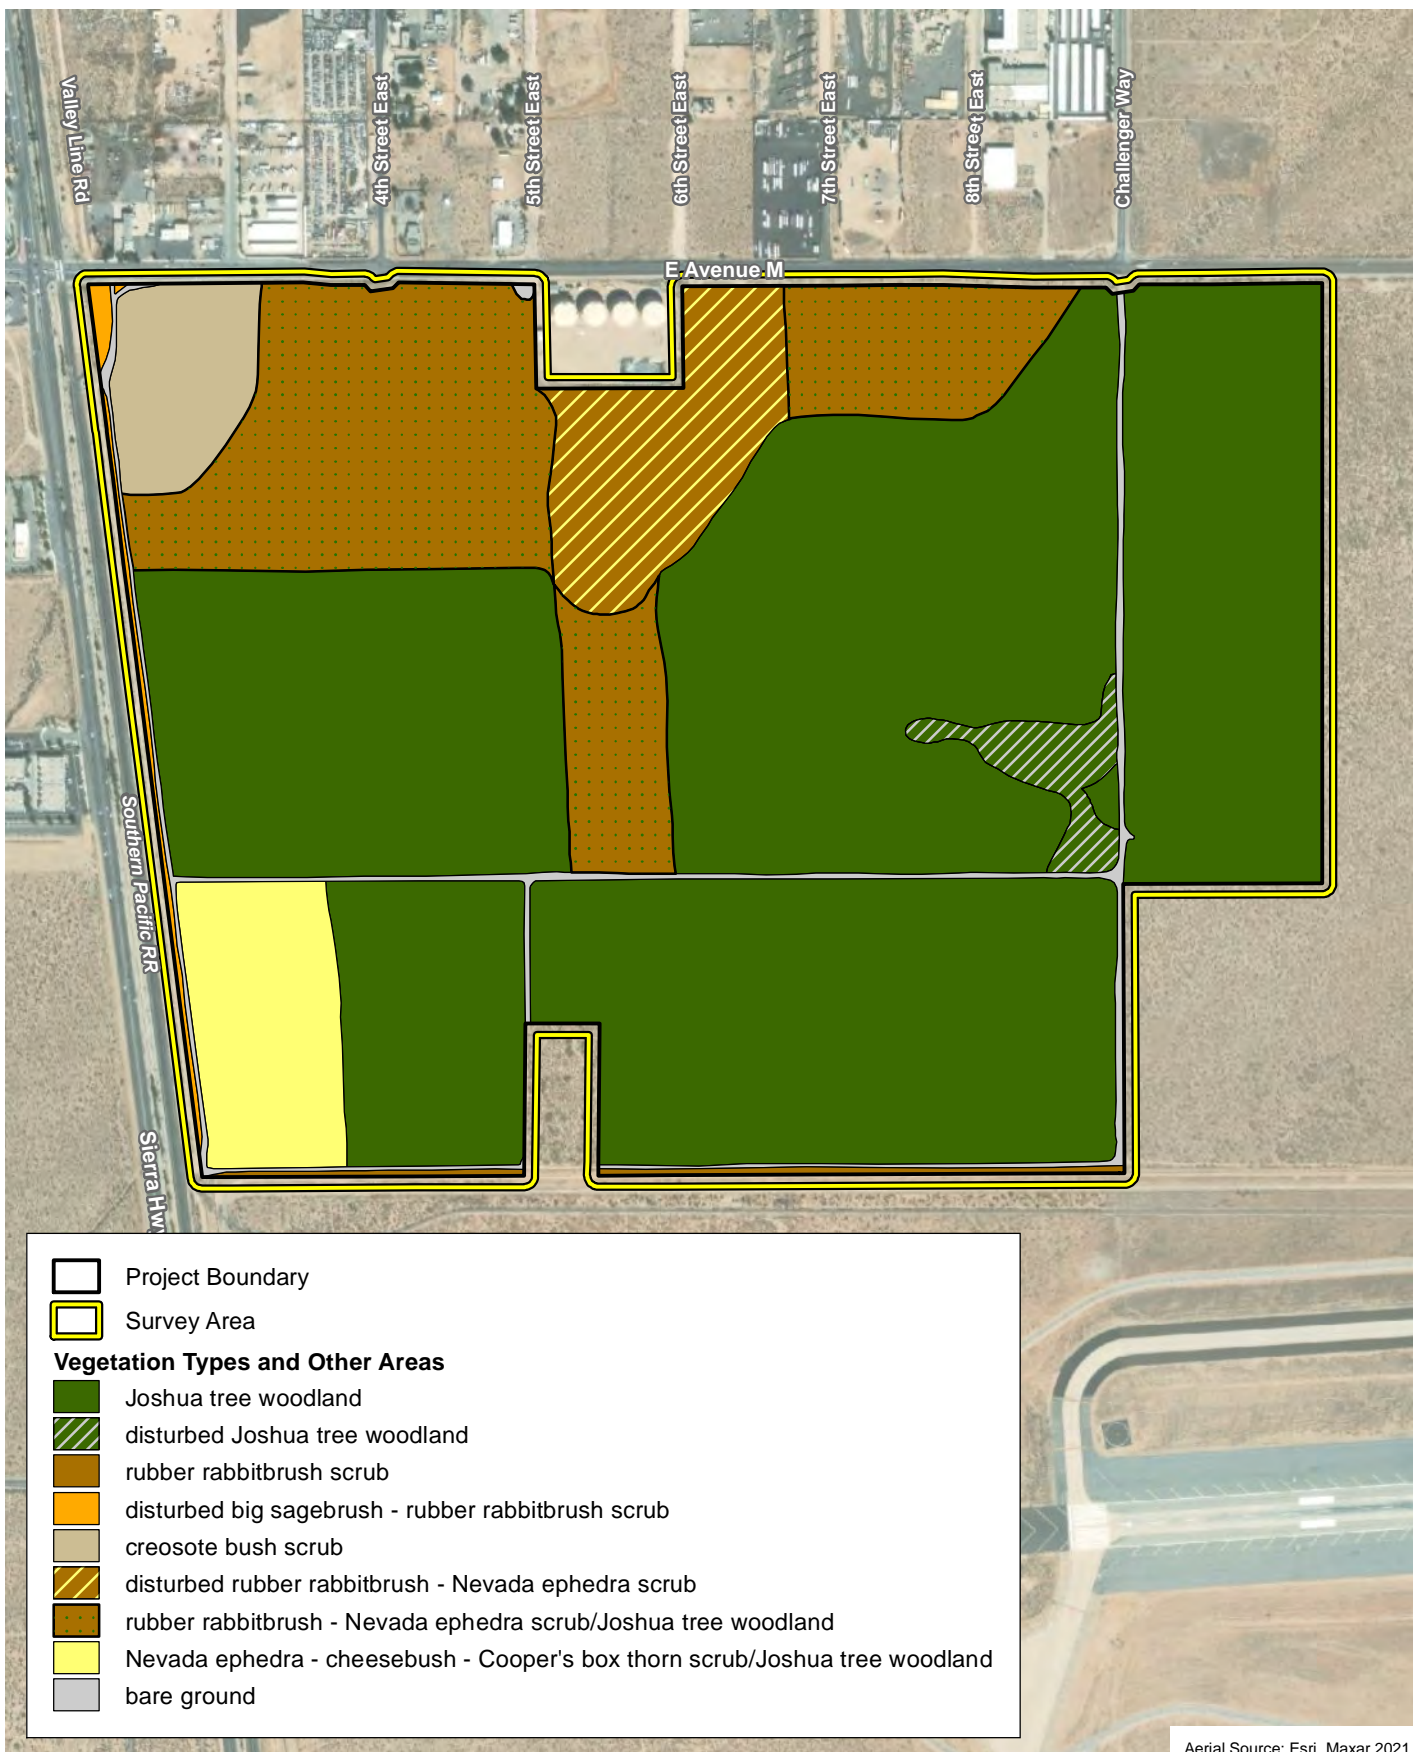 Valley Line Rd
4th Street East
5th Street East
6th Street East
7th Street East
8th Street East
Challenger Way
E Avenue M
Southern Pacific RR
Sierra Hwy
Project Boundary
Survey Area
Vegetation Types and Other Areas
Joshua tree woodland
disturbed Joshua tree woodland
rubber rabbitbrush scrub
disturbed big sagebrush - rubber rabbitbrush scrub
creosote bush scrub
disturbed rubber rabbitbrush - Nevada ephedra scrub
rubber rabbitbrush - Nevada ephedra scrub/Joshua tree woodland
Nevada ephedra - cheesebush - Cooper's box thorn scrub/Joshua tree woodland
bare ground
Aerial Source: Esri, Maxar 2021